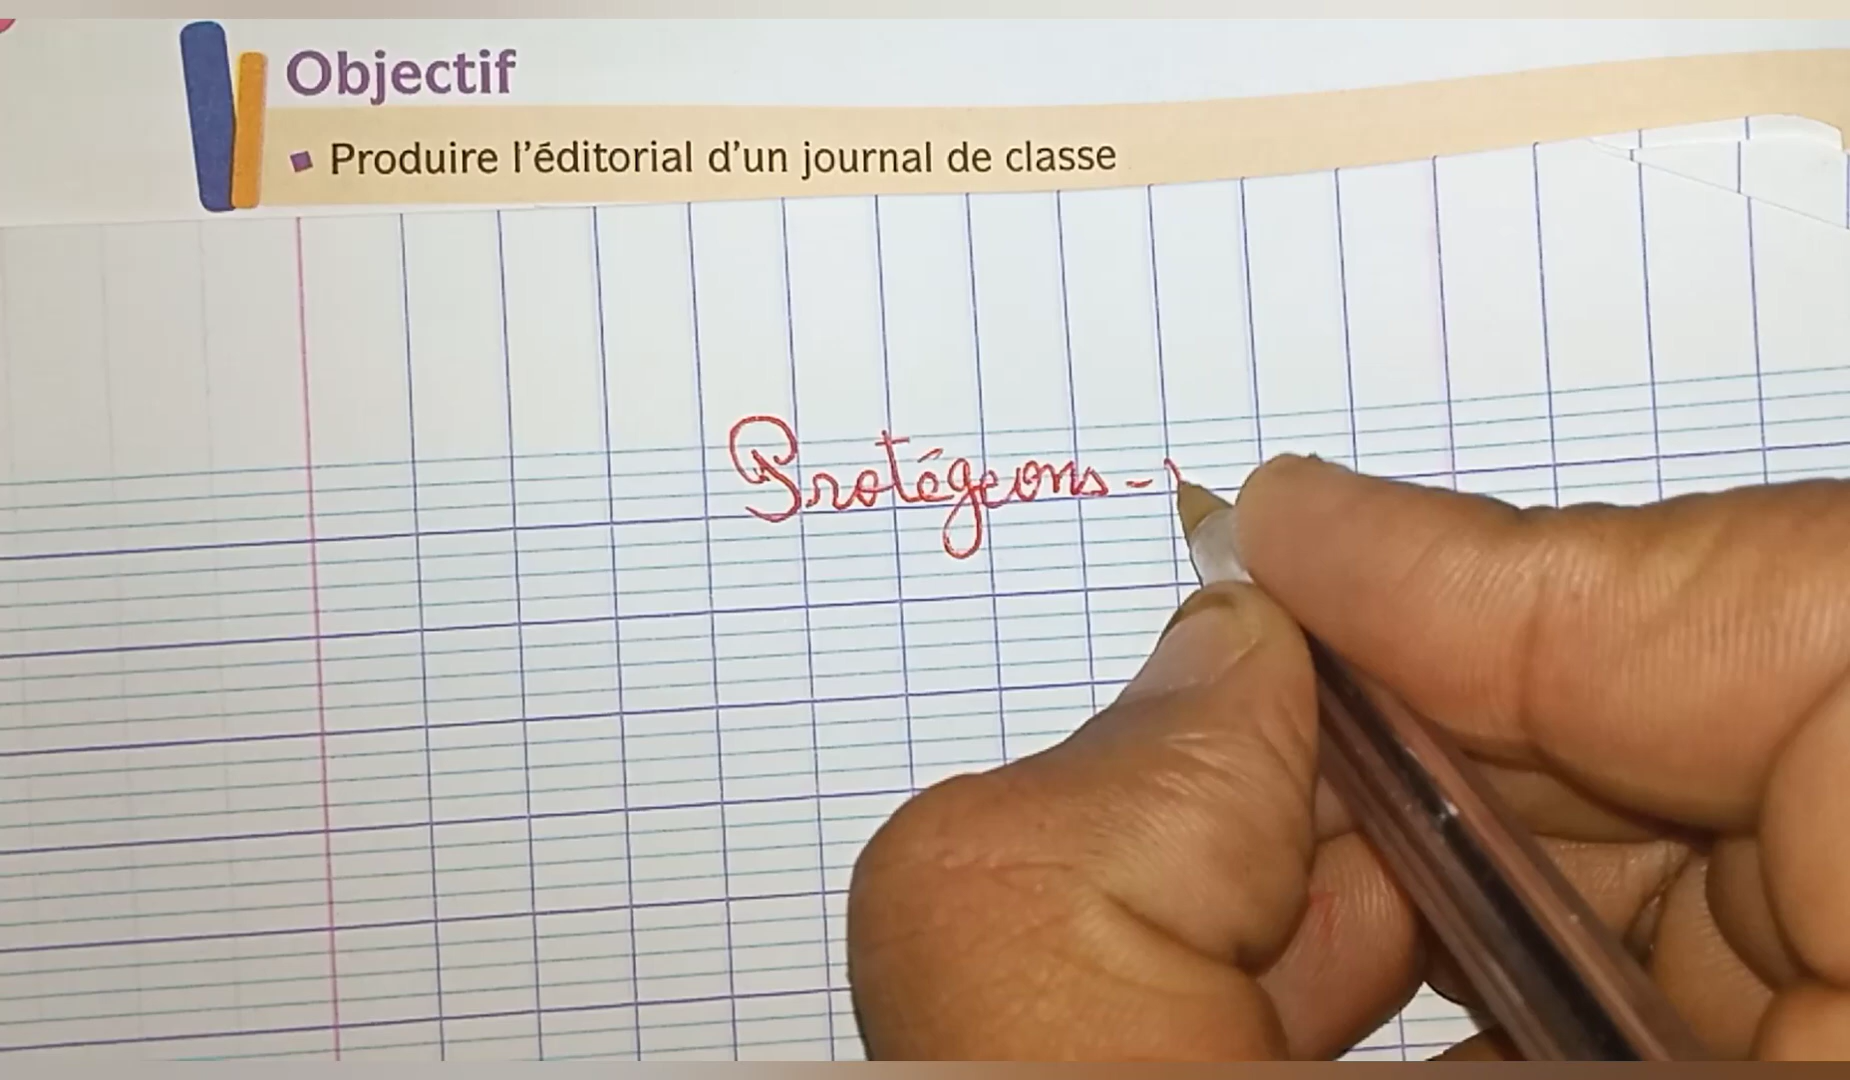 Objectif
Produire l'éditorial d'un journal de classe
Protégeons-